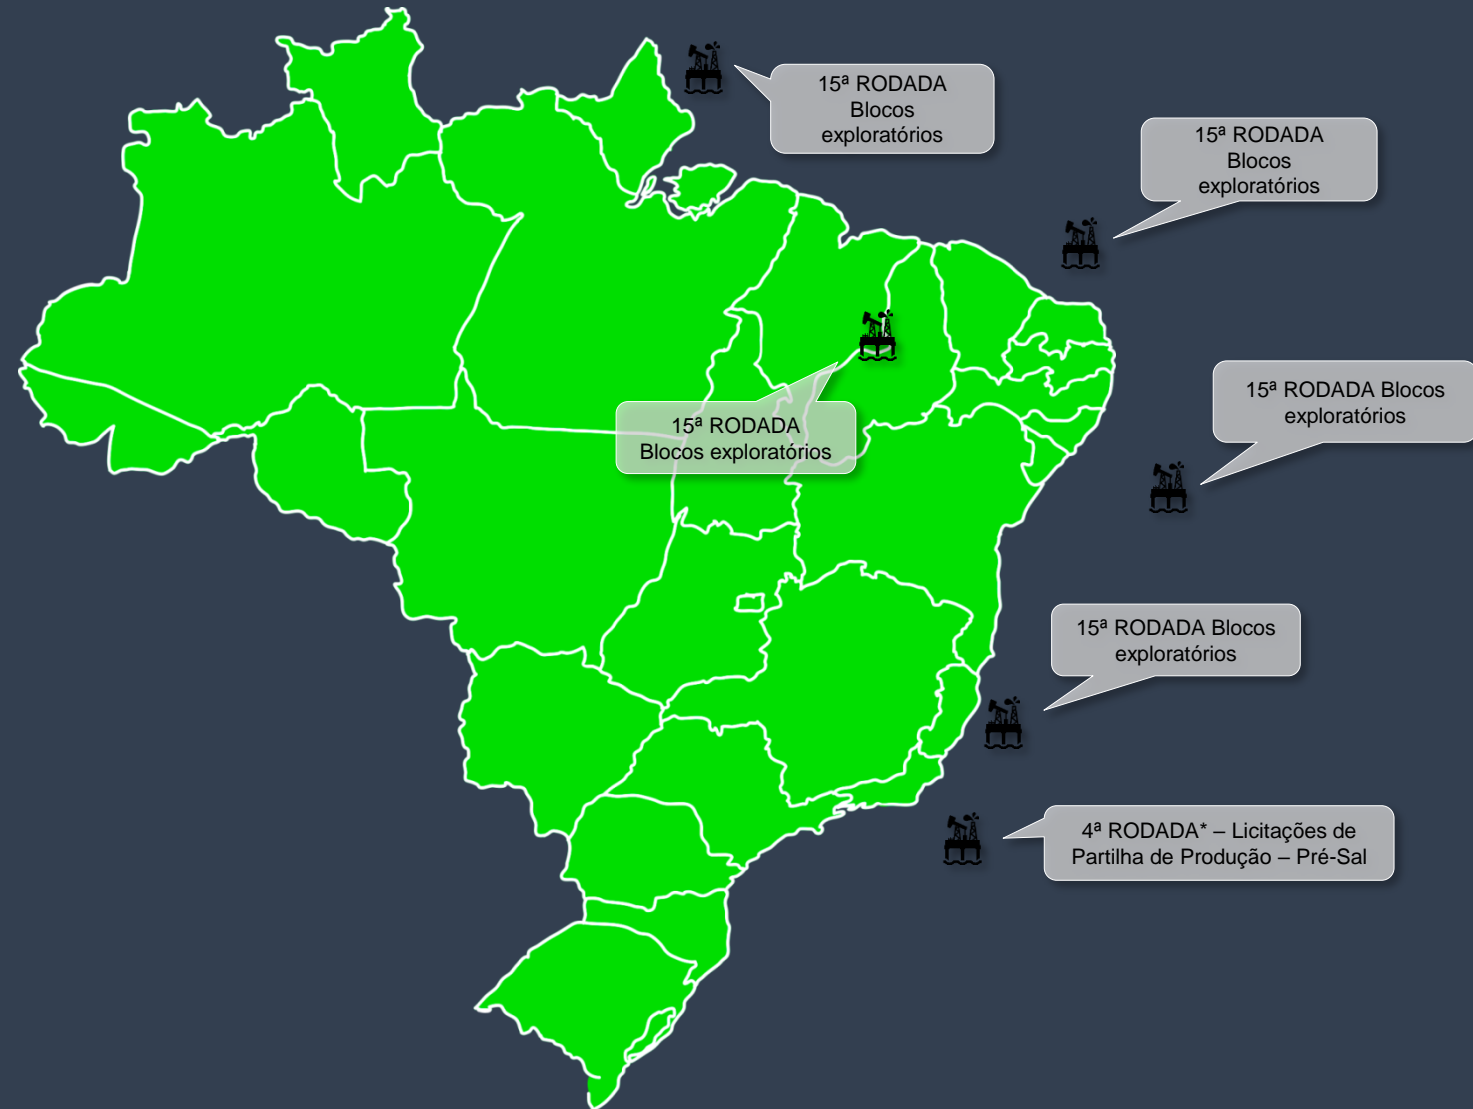 15ª RODADA
Blocos
exploratórios
15ª RODADA
Blocos
exploratórios
15ª RODADA Blocos
exploratórios
15ª RODADA
Blocos exploratórios
15ª RODADA Blocos
exploratórios
4ª RODADA* – Licitações de
Partilha de Produção – Pré-Sal